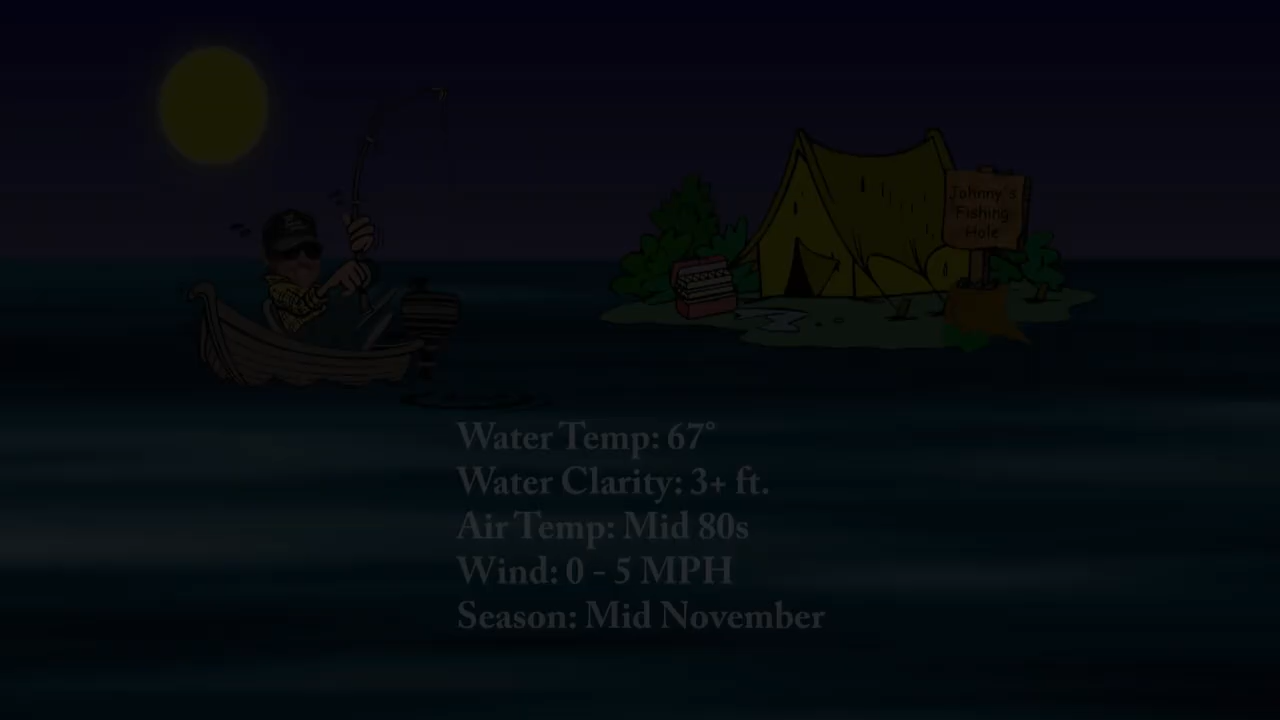 Johnny's
Fishing
Hole
Water Temp: 67°
Water Clarity: 3+ ft.
Air Temp: Mid 80s
Wind: 0 - 5 MPH
Season: Mid November